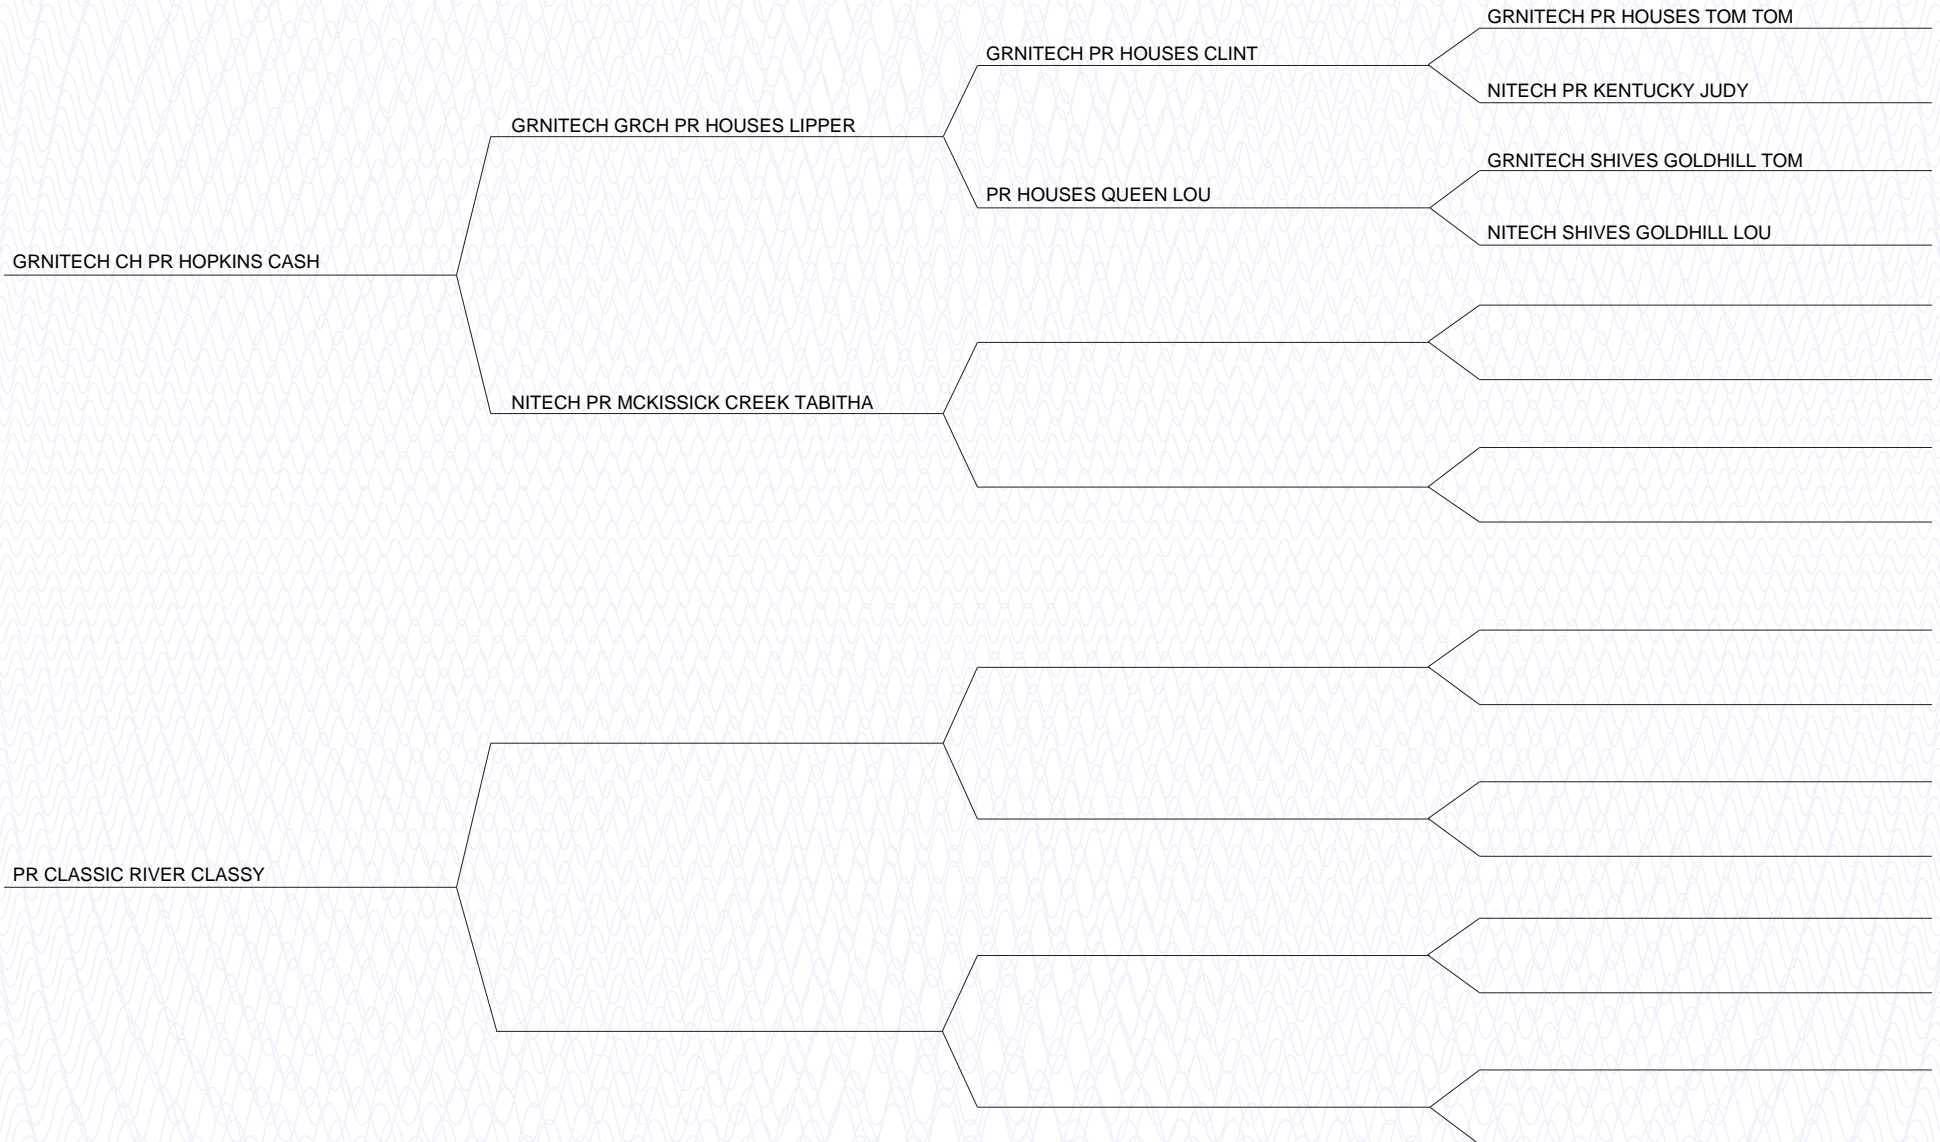 GRNITECH PR HOUSES TOM TOM
GRNITECH PR HOUSES CLINT
NITECH PR KENTUCKY JUDY
GRNITECH GRCH PR HOUSES LIPPER
GRNITECH SHIVES GOLDHILL TOM
PR HOUSES QUEEN LOU
NITECH SHIVES GOLDHILL LOU
GRNITECH CH PR HOPKINS CASH
NITECH PR MCKISSICK CREEK TABITHA
PR CLASSIC RIVER CLASSY